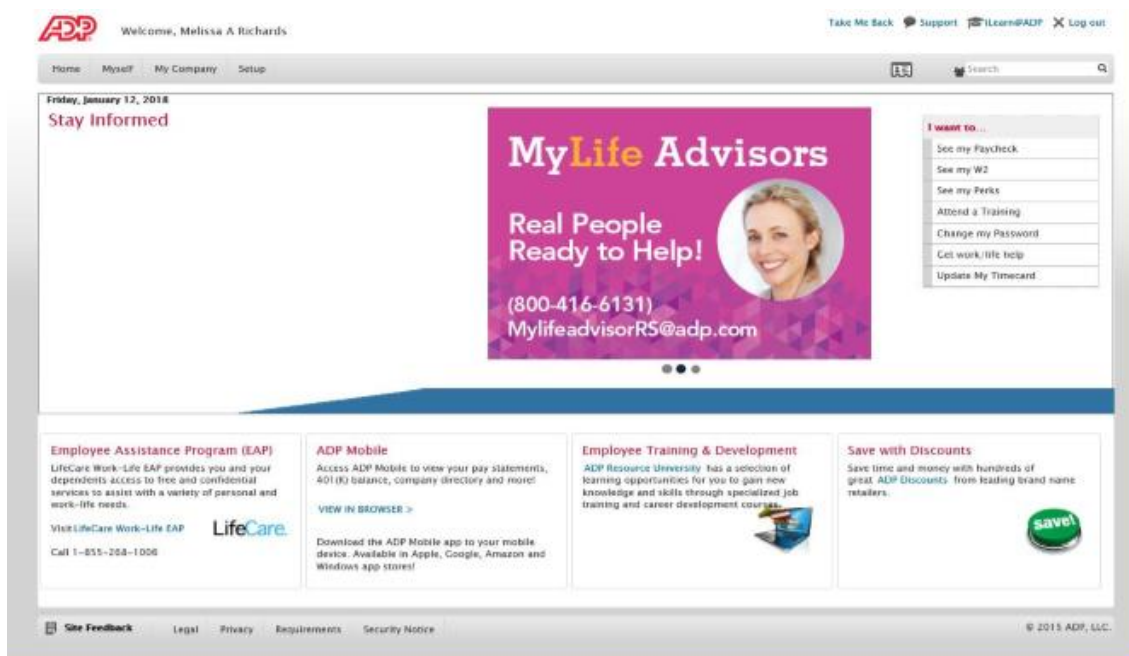 ADP Welcome, Melissa A Richards
Take Me Back Support iLearn@ADP Log out
Home Myself My Company Setup
Search
Friday, January 12, 2018
Stay Informed
MyLife Advisors
Real People
Ready to Help!
(800-416-6131)
MylifeadvisorRS@adp.com
I want to...
See my Paycheck
See my W2
See my Perks
Attend a Training
Change my Password
Get work/life help
Update My Timecard
Employee Assistance Program (EAP)
LifeCare Work-Life EAP provides you and your
dependents access to free and confidential
services to assist with a variety of personal and
work-life needs.
Visit LifeCare Work-Life EAP
LifeCare.
Call 1-855-268-1006
ADP Mobile
Access ADP Mobile to view your pay statements,
401(K) balance, company directory and more!
VIEW IN BROWSER >
Download the ADP Mobile app to your mobile
device. Available in Apple, Google, Amazon and
Windows app stores!
Employee Training & Development
ADP Resource University has a selection of
learning opportunities for you to gain new
knowledge and skills through specialized job
training and career development courses.
Save with Discounts
Save time and money with hundreds of
great ADP Discounts from leading brand name
retailers.
save!
Site Feedback Legal Privacy Requirements Security Notice
© 2015 ADP, LLC.